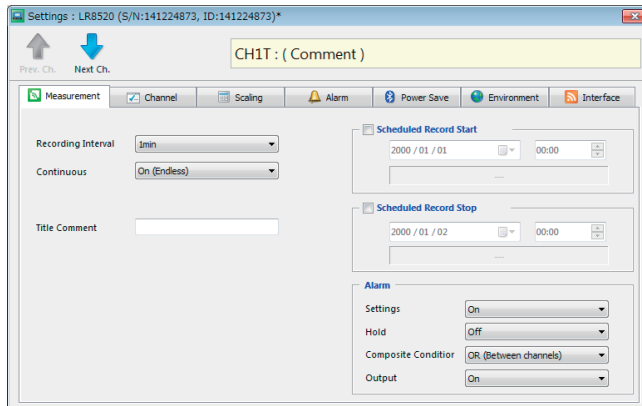 Settings : LR8520 (S/N:141224873, ID:141224873)*
Prev. Ch.
Next Ch.
CH1T : ( Comment )
Measurement
Channel
Scaling
Alarm
Power Save
Environment
Interface
Recording Interval
1min
Continuous
On (Endless)
Title Comment
Scheduled Record Start
2000 / 01 / 01
00:00
---
Scheduled Record Stop
2000 / 01 / 02
00:00
---
Alarm
Settings
On
Hold
Off
Composite Conditior
OR (Between channels)
Output
On